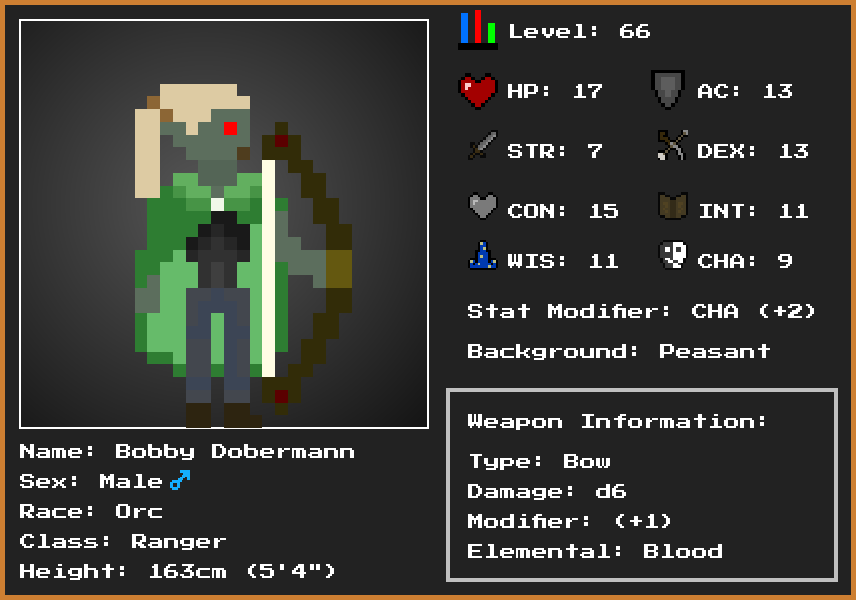 Level: 66
HP: 17
AC: 13
STR: 7
DEX: 13
CON: 15
INT: 11
WIS: 11
CHA: 9
Stat Modifier: CHA (+2)
Background: Peasant
Weapon Information:
Type: Bow
Damage: d6
Modifier: (+1)
Elemental: Blood
Name: Bobby Dobermann
Sex: Male ♂
Race: Orc
Class: Ranger
Height: 163cm (5'4")